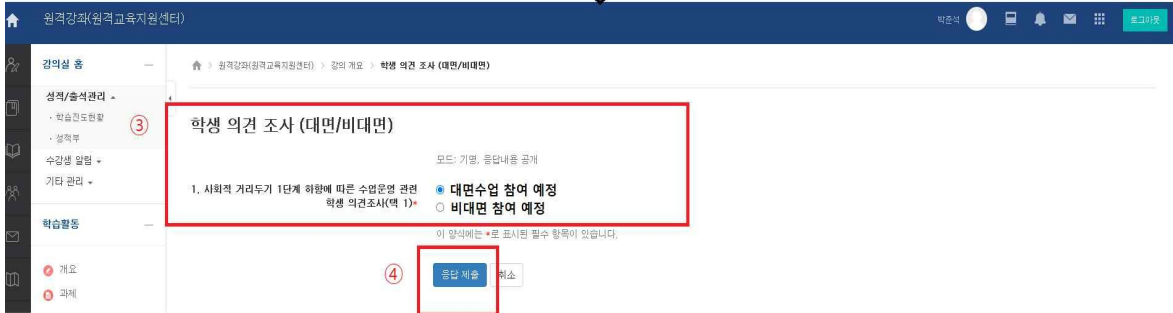 원격강좌(원격교육지원센터)
박준석
로그아웃
강의실 홈
원격강좌(원격교육지원센터) > 강의 개요 > 학생 의견 조사 (대면/비대면)
성적/출석관리
· 학습진도현황
· 성적부
③
수강생 알림
기타 관리
학생 의견 조사 (대면/비대면)
모드: 기명, 응답내용 공개
1. 사회적 거리두기 1단계 하향에 따른 수업운영 관련
학생 의견조사(택 1)*
대면수업 참여 예정
비대면 참여 예정
이 양식에는 *로 표시된 필수 항목이 있습니다.
학습활동
개요
과제
④
응답 제출
취소